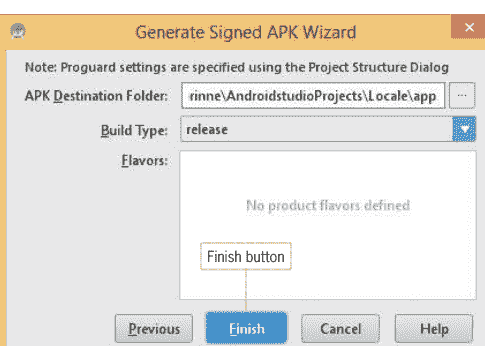 Generate Signed APK Wizard
Note: Proguard settings are specified using the Project Structure Dialog
APK Destination Folder: rinne\AndroidstudioProjects\Locale\app ...
Build Type: release
Flavors:
No product flavors defined
Finish button
Previous Finish Cancel Help